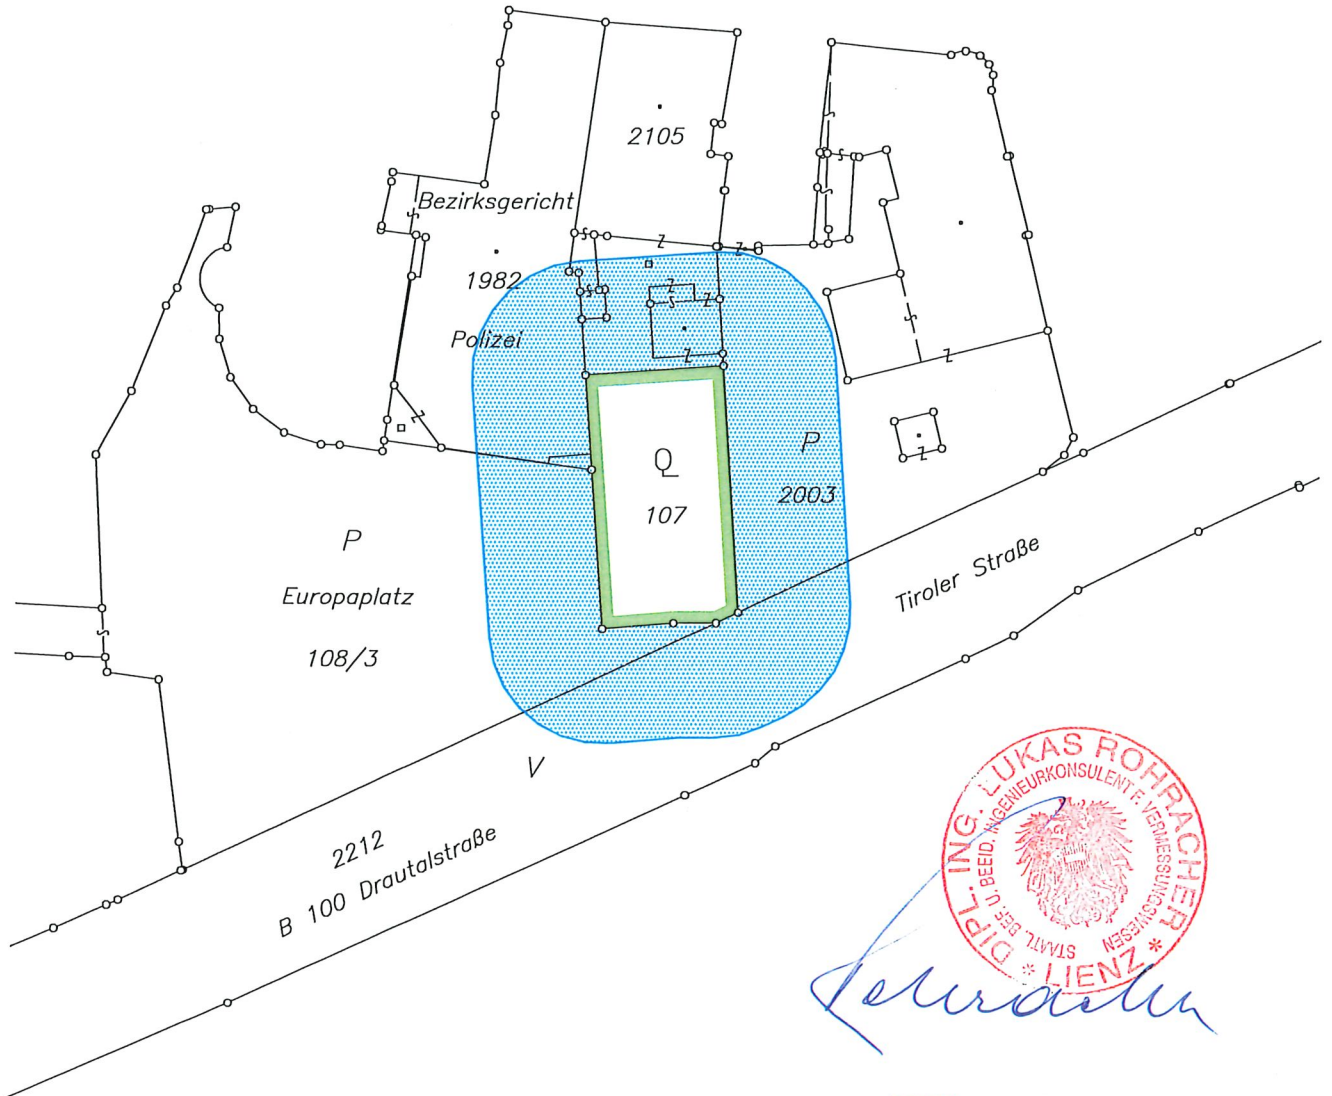 2105
Bezirksgericht
1982
Polizei
P
2003
107
P
Europaplatz
108/3
Tiroler Straße
V
2212
B 100 Drautalstraße
DIPL. ING. LUKAS ROHRACHER
* LIENZ *
STAATL. BEF. U. BEEID. INGENIEURKONSULENT F. VERMESSUNGSWESEN